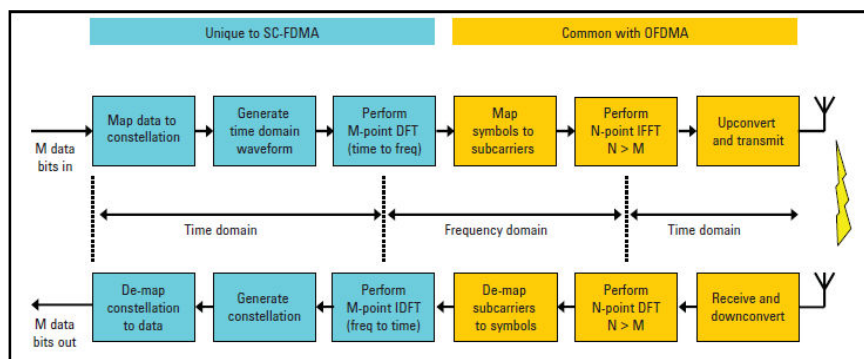 Unique to SC-FDMA
Common with OFDMA
M data
bits in
Map data to
constellation
Generate
time domain
waveform
Perform
M-point DFT
(time to freq)
Map
symbols to
subcarriers
Perform
N-point IFFT
N > M
Upconvert
and transmit
Time domain
Frequency domain
Time domain
M data
bits out
De-map
constellation
to data
Generate
constellation
Perform
M-point IDFT
(freq to time)
De-map
subcarriers
to symbols
Perform
N-point DFT
N > M
Receive and
downconvert